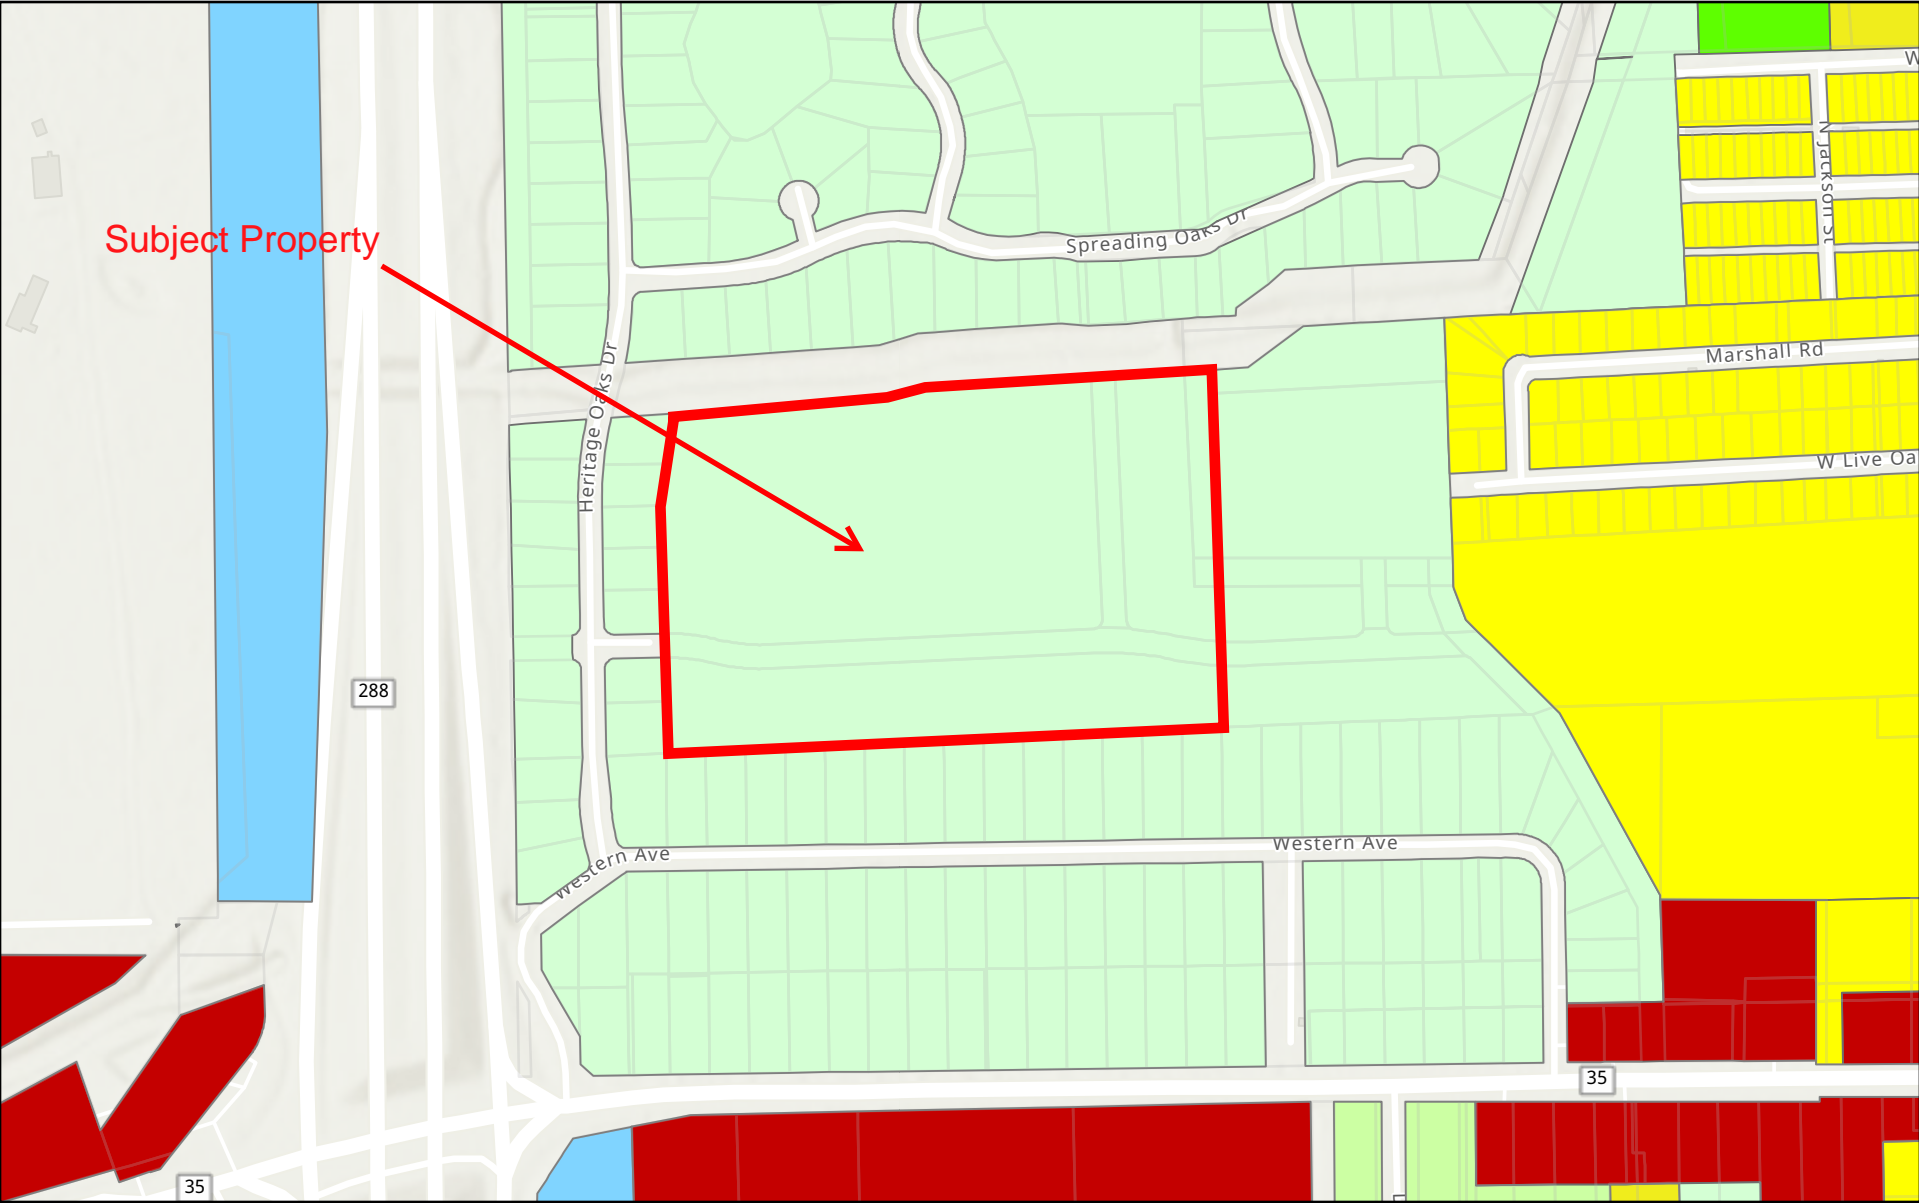 N Jackson St
Subject Property
Spreading Oaks Dr
Marshall Rd
Heritage Oaks Dr
W Live Oa
288
Western Ave
Western Ave
35
35